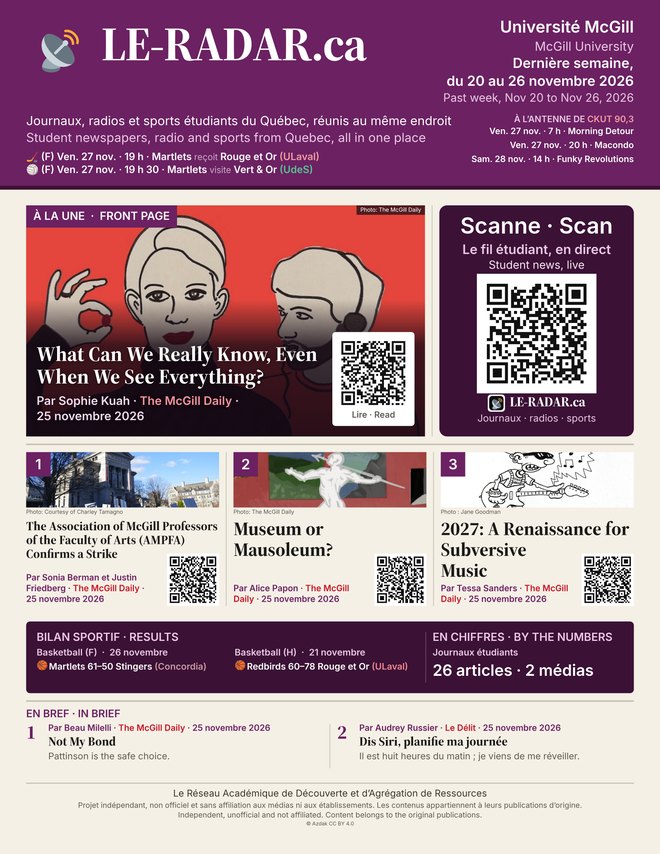 LE-RADAR.ca
Université McGill
McGill University
Dernière semaine,
du 20 au 26 novembre 2026
Past week, Nov 20 to Nov 26, 2026
Journaux, radios et sports étudiants du Québec, réunis au même endroit
Student newspapers, radio and sports from Quebec, all in one place
(F) Ven. 27 nov. · 19 h · Martlets reçoit Rouge et Or (ULaval)
(F) Ven. 27 nov. · 19 h 30 · Martlets visite Vert & Or (UdeS)
À L'ANTENNE DE CKUT 90,3
Ven. 27 nov. · 7 h · Morning Detour
Ven. 27 nov. · 20 h · Macondo
Sam. 28 nov. · 14 h · Funky Revolutions
À LA UNE · FRONT PAGE
Photo: The McGill Daily
What Can We Really Know, Even
When We See Everything?
Par Sophie Kuah · The McGill Daily ·
25 novembre 2026
Lire · Read
Scanne · Scan
Le fil étudiant, en direct
Student news, live
LE-RADAR.ca
Journaux · radios · sports
1
Photo: Courtesy of Charley Tamagno
The Association of McGill Professors
of the Faculty of Arts (AMPFA)
Confirms a Strike
Par Sonia Berman et Justin
Friedberg · The McGill Daily ·
25 novembre 2026
2
Photo: The McGill Daily
Museum or
Mausoleum?
Par Alice Papon · The McGill
Daily · 25 novembre 2026
3
Photo : Jane Goodman
2027: A Renaissance for
Subversive
Music
Par Tessa Sanders · The McGill
Daily · 25 novembre 2026
BILAN SPORTIF · RESULTS
Basketball (F) · 26 novembre
Martlets 61–50 Stingers (Concordia)
Basketball (H) · 21 novembre
Redbirds 60–78 Rouge et Or (ULaval)
EN CHIFFRES · BY THE NUMBERS
Journaux étudiants
26 articles · 2 médias
EN BREF · IN BRIEF
1
Par Beau Milelli · The McGill Daily · 25 novembre 2026
Not My Bond
Pattinson is the safe choice.
2
Par Audrey Russier · Le Délit · 25 novembre 2026
Dis Siri, planifie ma journée
Il est huit heures du matin ; je viens de me réveiller.
Le Réseau Académique de Découverte et d'Agrégation de Ressources
Projet indépendant, non officiel et sans affiliation aux médias ni aux établissements. Les contenus appartiennent à leurs publications d'origine.
Independent, unofficial and not affiliated. Content belongs to the original publications.
© Azdak CC BY 4.0